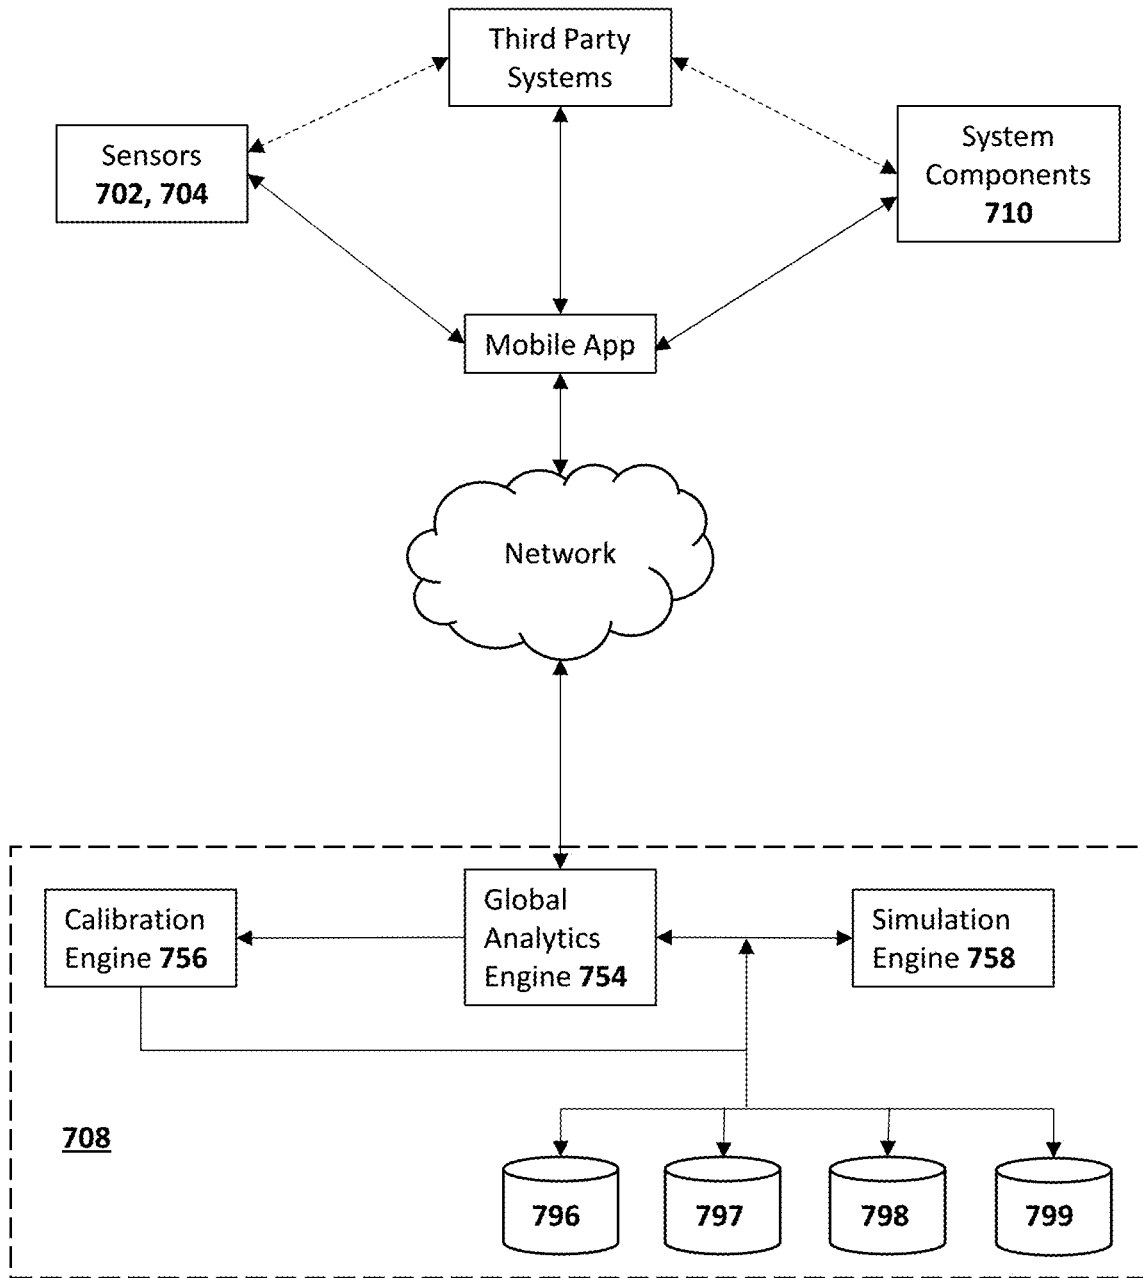 Third Party
Systems
Sensors
702, 704
System
Components
710
Mobile App
Network
Calibration
Engine 756
Global
Analytics
Engine 754
Simulation
Engine 758
708
796
797
798
799